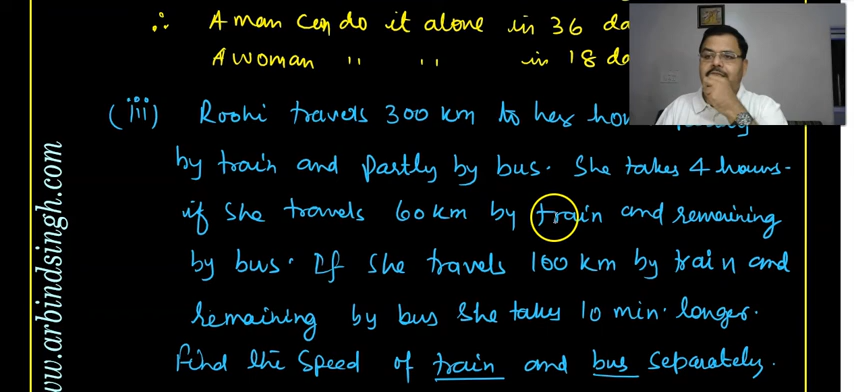 ∴ A man can do it alone in 36 da
A woman " " in 18 da
(iii) Roohi travels 300 km to her
by train and partly by bus. She takes 4 hours.
if she travels 60 km by train and remaining
by bus. If she travels 100 km by train and
remaining by bus she takes 10 min. longer.
Find the speed of train and bus separately.
www.arbindsingh.com